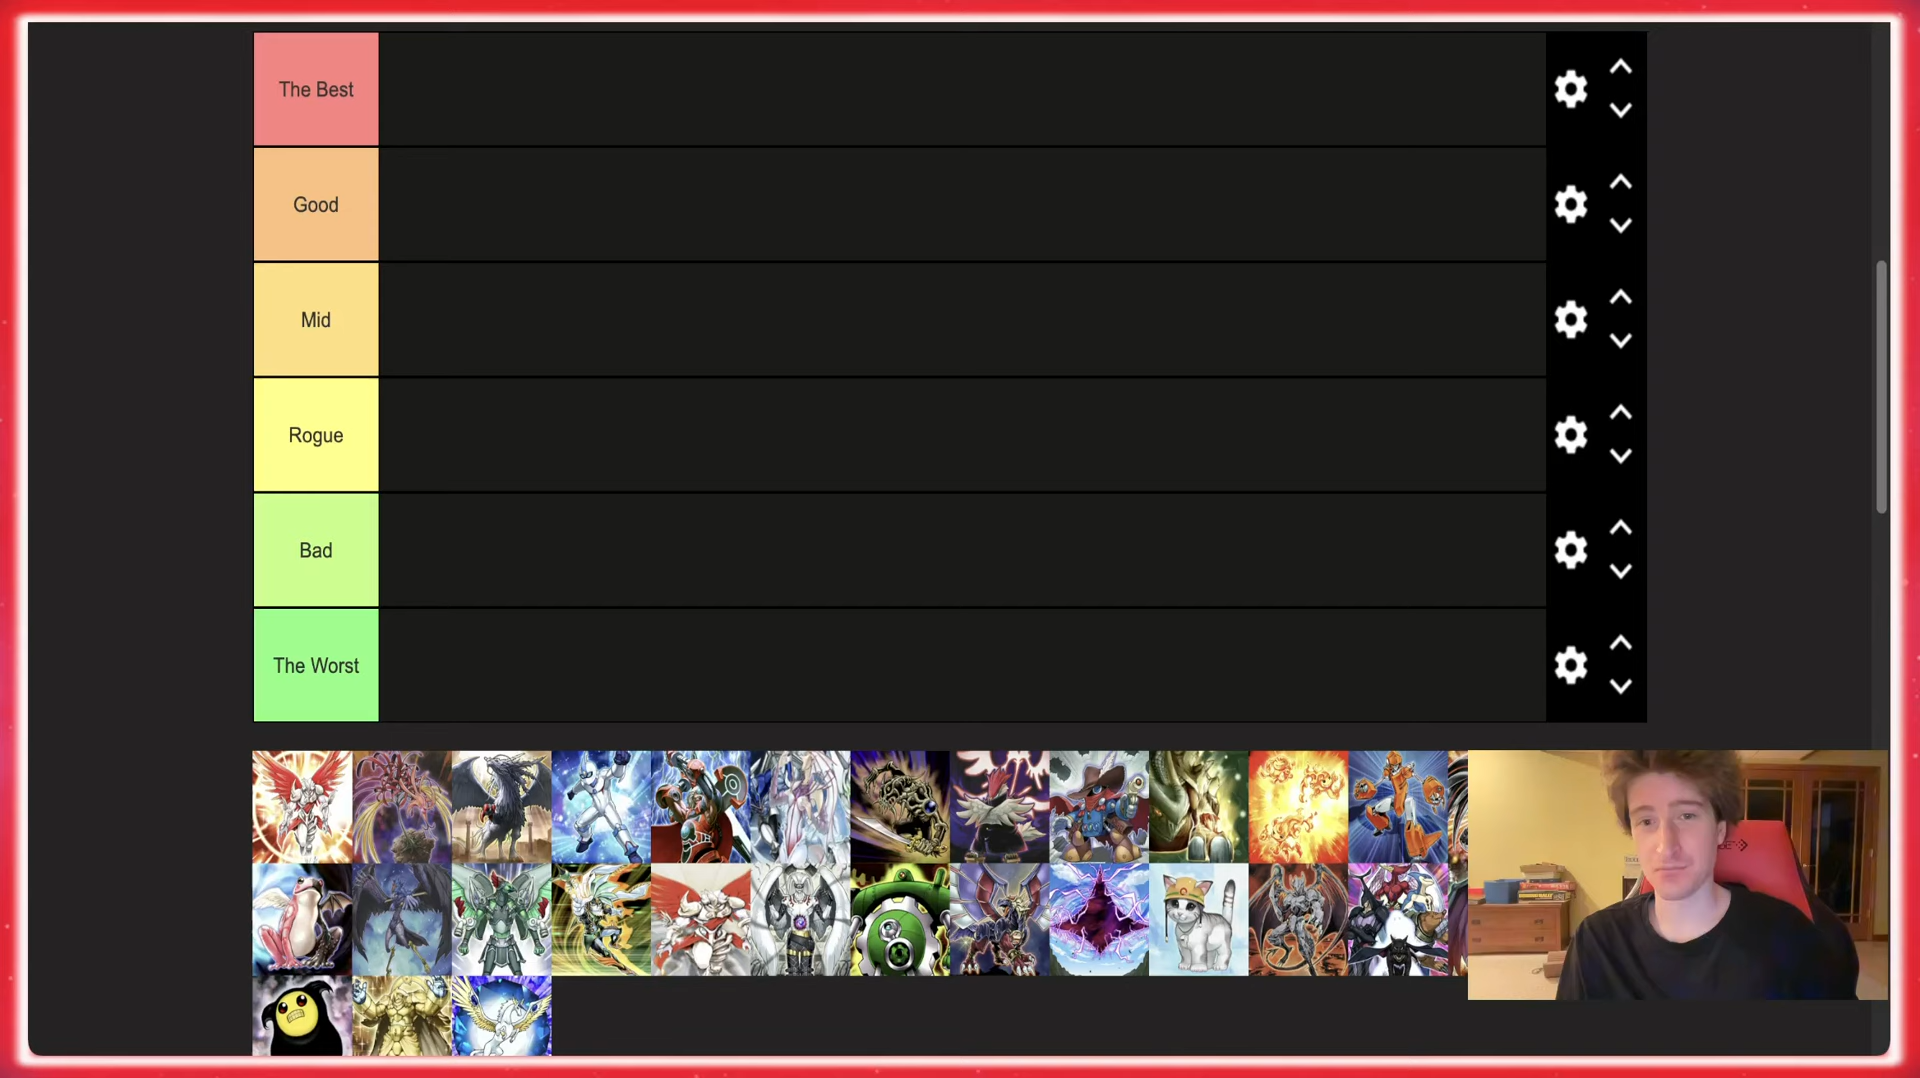 The Best
Good
Mid
Rogue
Bad
The Worst